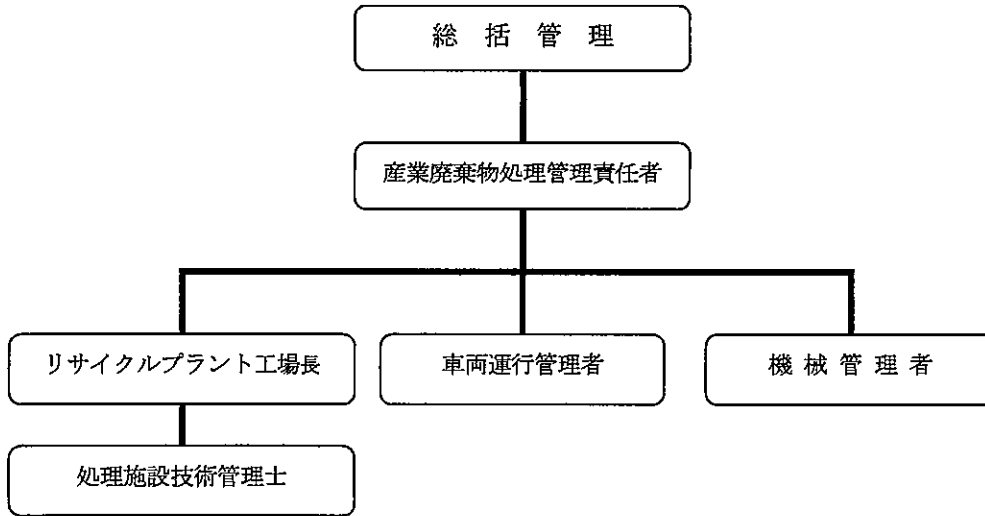 総括管理
産業廃棄物処理管理責任者
リサイクルプラント工場長
車両運行管理者
機械管理者
処理施設技術管理士